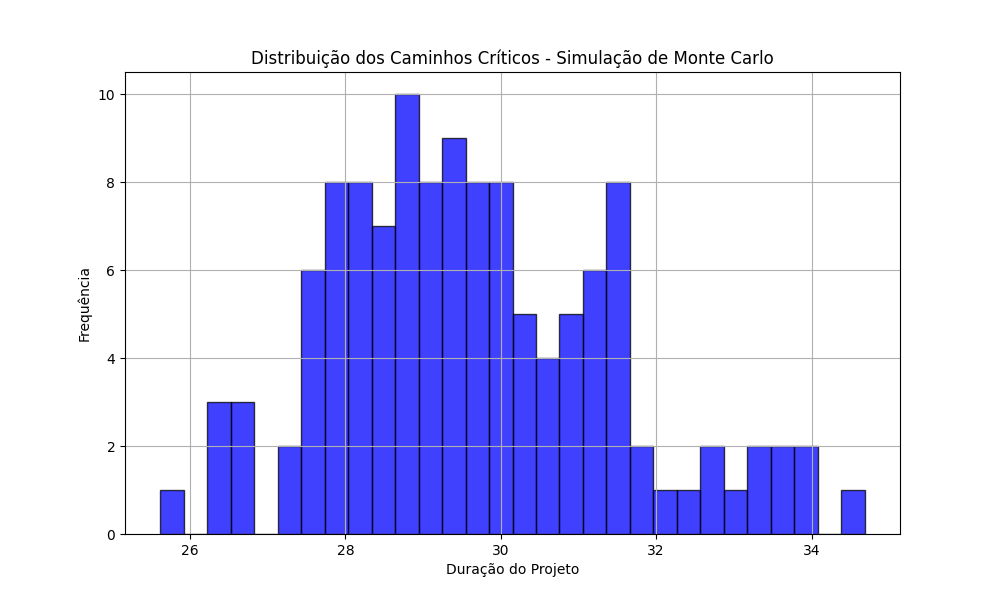 Distribuição dos Caminhos Críticos - Simulação de Monte Carlo
10
8
6
4
2
0
Frequência
26 28 30 32 34
Duração do Projeto